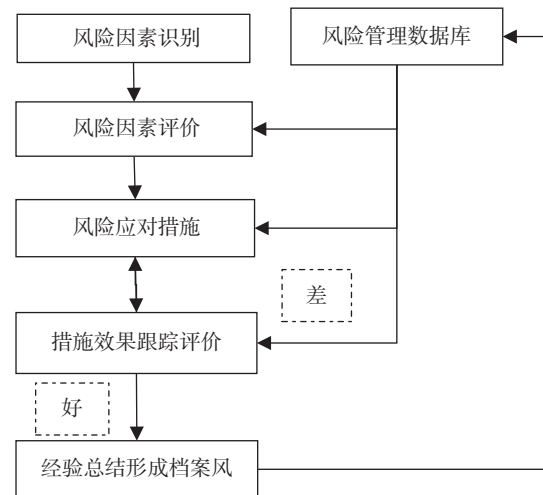 风险因素识别
风险管理数据库
风险因素评价
风险应对措施
差
措施效果跟踪评价
好
经验总结形成档案风